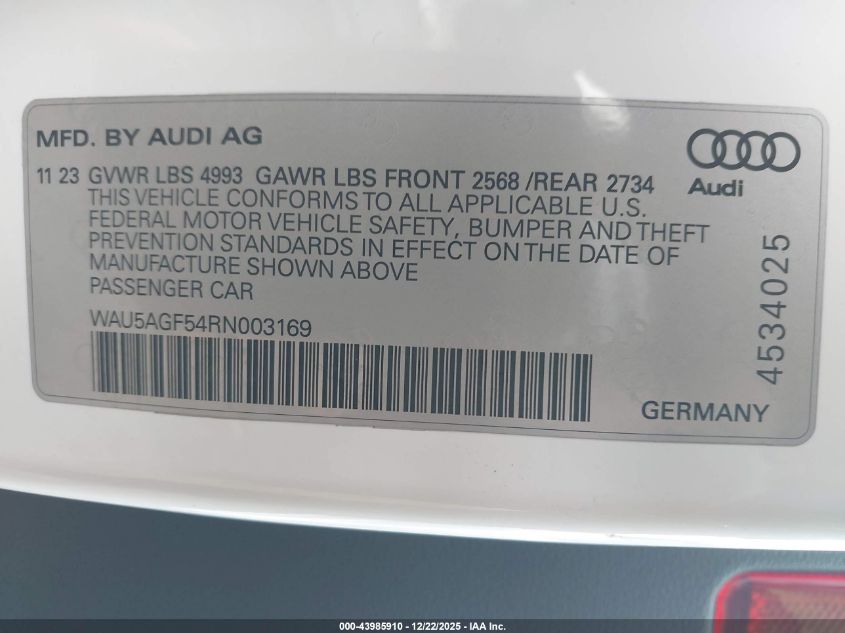 MFD. BY AUDI AG
11 23 GVWR LBS 4993 GAWR LBS FRONT 2568 /REAR 2734
THIS VEHICLE CONFORMS TO ALL APPLICABLE U.S.
FEDERAL MOTOR VEHICLE SAFETY, BUMPER AND THEFT
PREVENTION STANDARDS IN EFFECT ON THE DATE OF
MANUFACTURE SHOWN ABOVE
PASSENGER CAR
WAU5AGF54RN003169
Audi
4534025
GERMANY
000-43985910 - 12/22/2025 - IAA Inc.